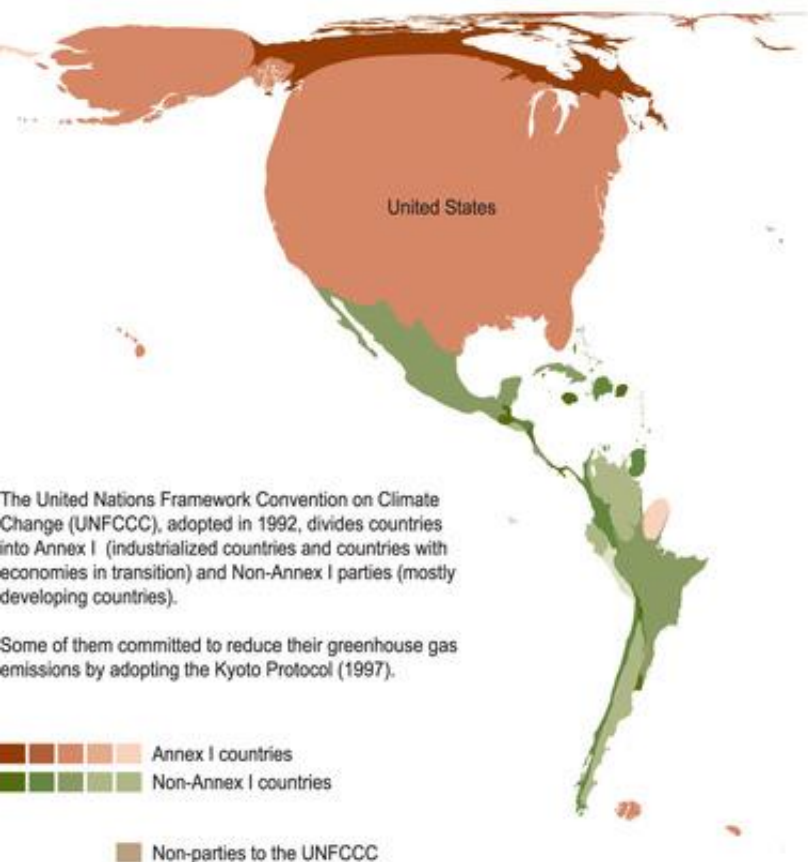 United States
The United Nations Framework Convention on Climate
Change (UNFCCC), adopted in 1992, divides countries
into Annex I (industrialized countries and countries with
economies in transition) and Non-Annex I parties (mostly
developing countries).
Some of them committed to reduce their greenhouse gas
emissions by adopting the Kyoto Protocol (1997).
Annex I countries
Non-Annex I countries
Non-parties to the UNFCCC